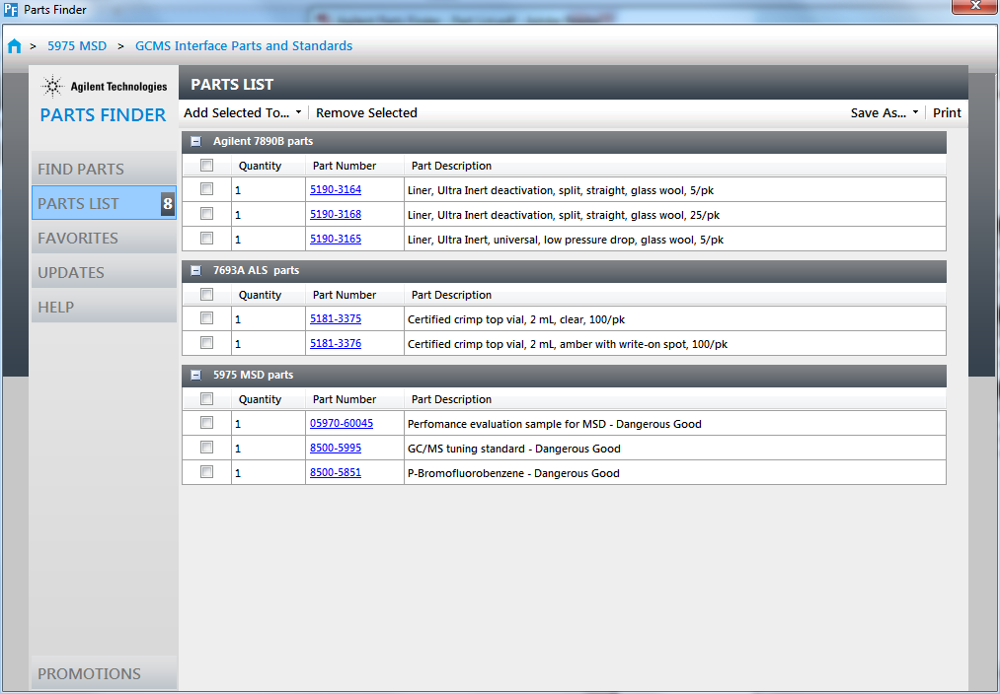 Parts Finder
> 5975 MSD > GCMS Interface Parts and Standards
Agilent Technologies
PARTS FINDER
FIND PARTS
PARTS LIST 8
FAVORITES
UPDATES
HELP
PROMOTIONS
PARTS LIST
Add Selected To... Remove Selected Save As... Print
Agilent 7890B parts
Quantity Part Number Part Description
1 5190-3164 Liner, Ultra Inert deactivation, split, straight, glass wool, 5/pk
1 5190-3168 Liner, Ultra Inert deactivation, split, straight, glass wool, 25/pk
1 5190-3165 Liner, Ultra Inert, universal, low pressure drop, glass wool, 5/pk
7693A ALS parts
Quantity Part Number Part Description
1 5181-3375 Certified crimp top vial, 2 mL, clear, 100/pk
1 5181-3376 Certified crimp top vial, 2 mL, amber with write-on spot, 100/pk
5975 MSD parts
Quantity Part Number Part Description
1 05970-60045 Perfomance evaluation sample for MSD - Dangerous Good
1 8500-5995 GC/MS tuning standard - Dangerous Good
1 8500-5851 P-Bromofluorobenzene - Dangerous Good